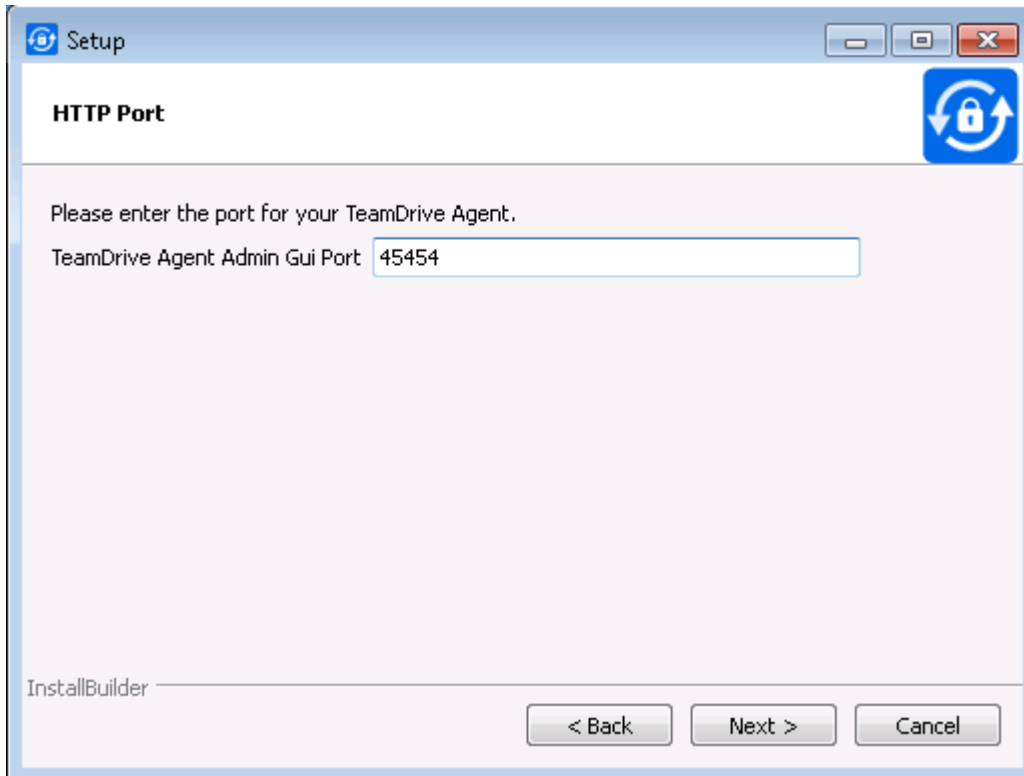 Setup
HTTP Port
Please enter the port for your TeamDrive Agent.
TeamDrive Agent Admin Gui Port 45454
InstallBuilder
< Back Next > Cancel